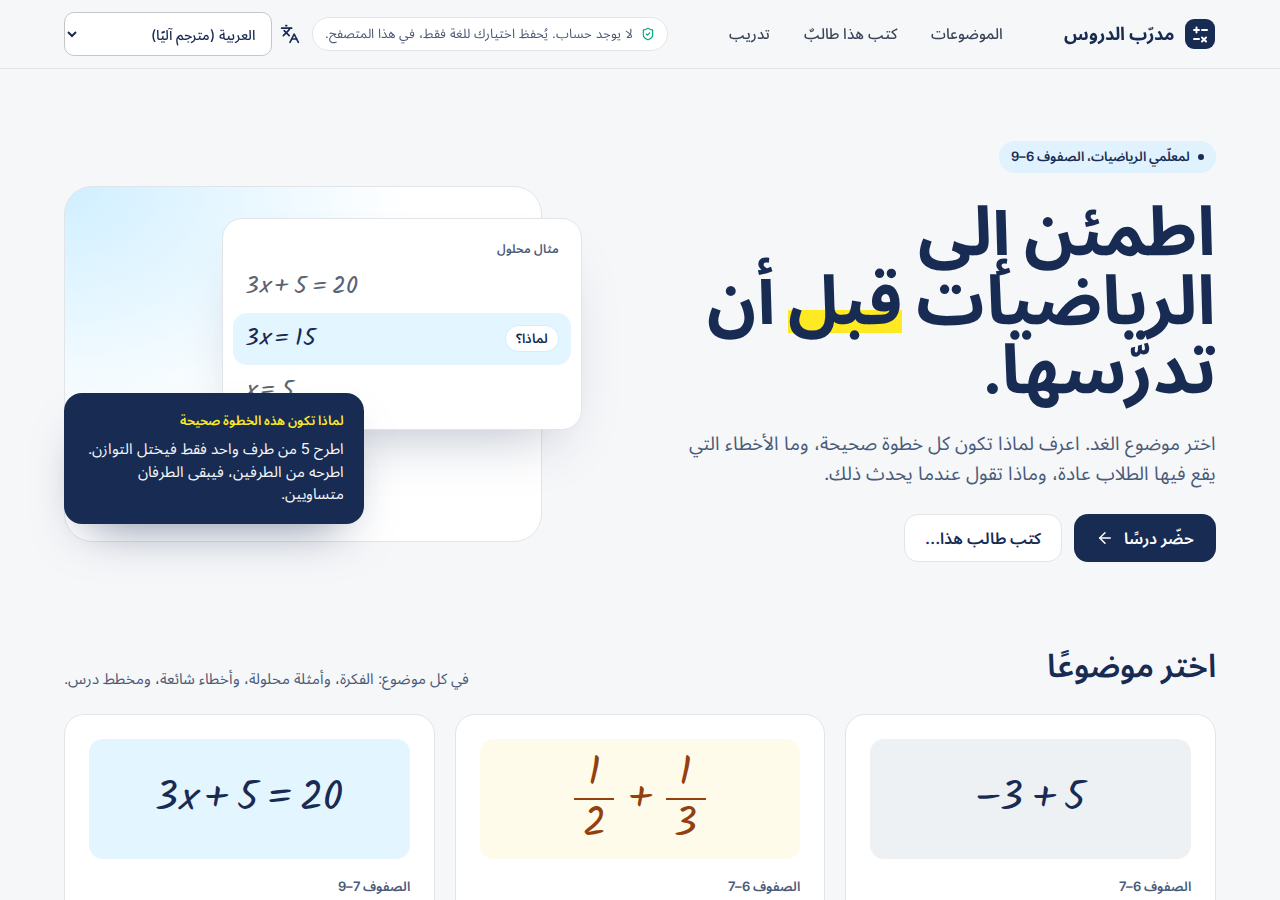 مدرّب الدروس
الموضوعات
كتب هذا طالبٌ
تدريب
لا يوجد حساب. يُحفظ اختيارك للغة فقط، في هذا المتصفح.
العربية (مترجم آليًا)
لمعلّمي الرياضيات، الصفوف 6–9
اطمئن إلى
الرياضيات قبل أن
تدرّسها.
اختر موضوع الغد. اعرف لماذا تكون كل خطوة صحيحة، وما الأخطاء التي
يقع فيها الطلاب عادة، وماذا تقول عندما يحدث ذلك.
حضّر درسًا
كتب طالب هذا...
مثال محلول
3x + 5 = 20
3x = 15
لماذا؟
x = 5
لماذا تكون هذه الخطوة صحيحة
اطرح 5 من طرف واحد فقط فيختل التوازن.
اطرحه من الطرفين، فيبقى الطرفان
متساويين.
اختر موضوعًا
في كل موضوع: الفكرة، وأمثلة محلولة، وأخطاء شائعة، ومخطط درس.
−3 + 5
الصفوف 6–7
1/2 + 1/3
الصفوف 6–7
3x + 5 = 20
الصفوف 7–9